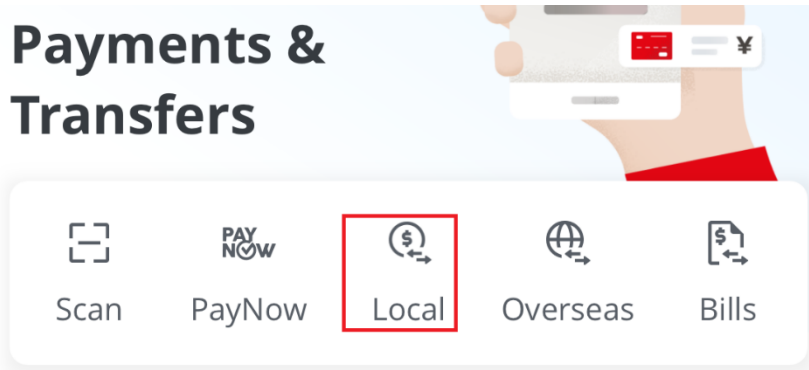 Payments &
Transfers
¥
PAY
NOW
Scan
PayNow
Local
Overseas
Bills